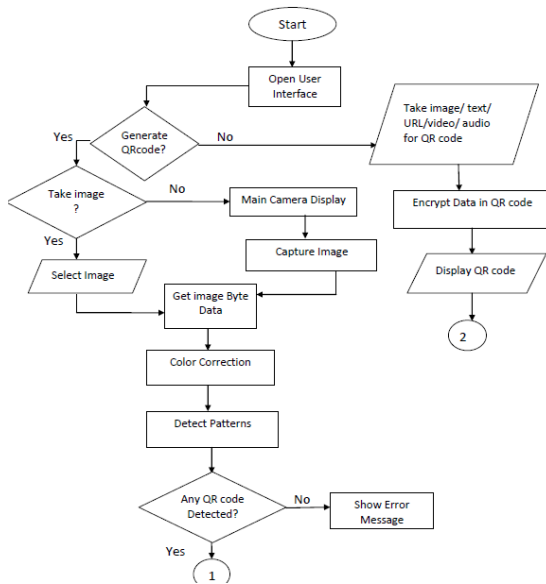 Start
Open User
Interface
Generate
QRcode?
Yes
No
Take image/ text/
URL/video/ audio
for QR code
Take image
?
No
Main Camera Display
Encrypt Data in QR code
Yes
Capture Image
Select Image
Display QR code
Get image Byte
Data
2
Color Correction
Detect Patterns
Any QR code
Detected?
No
Show Error
Message
Yes
1